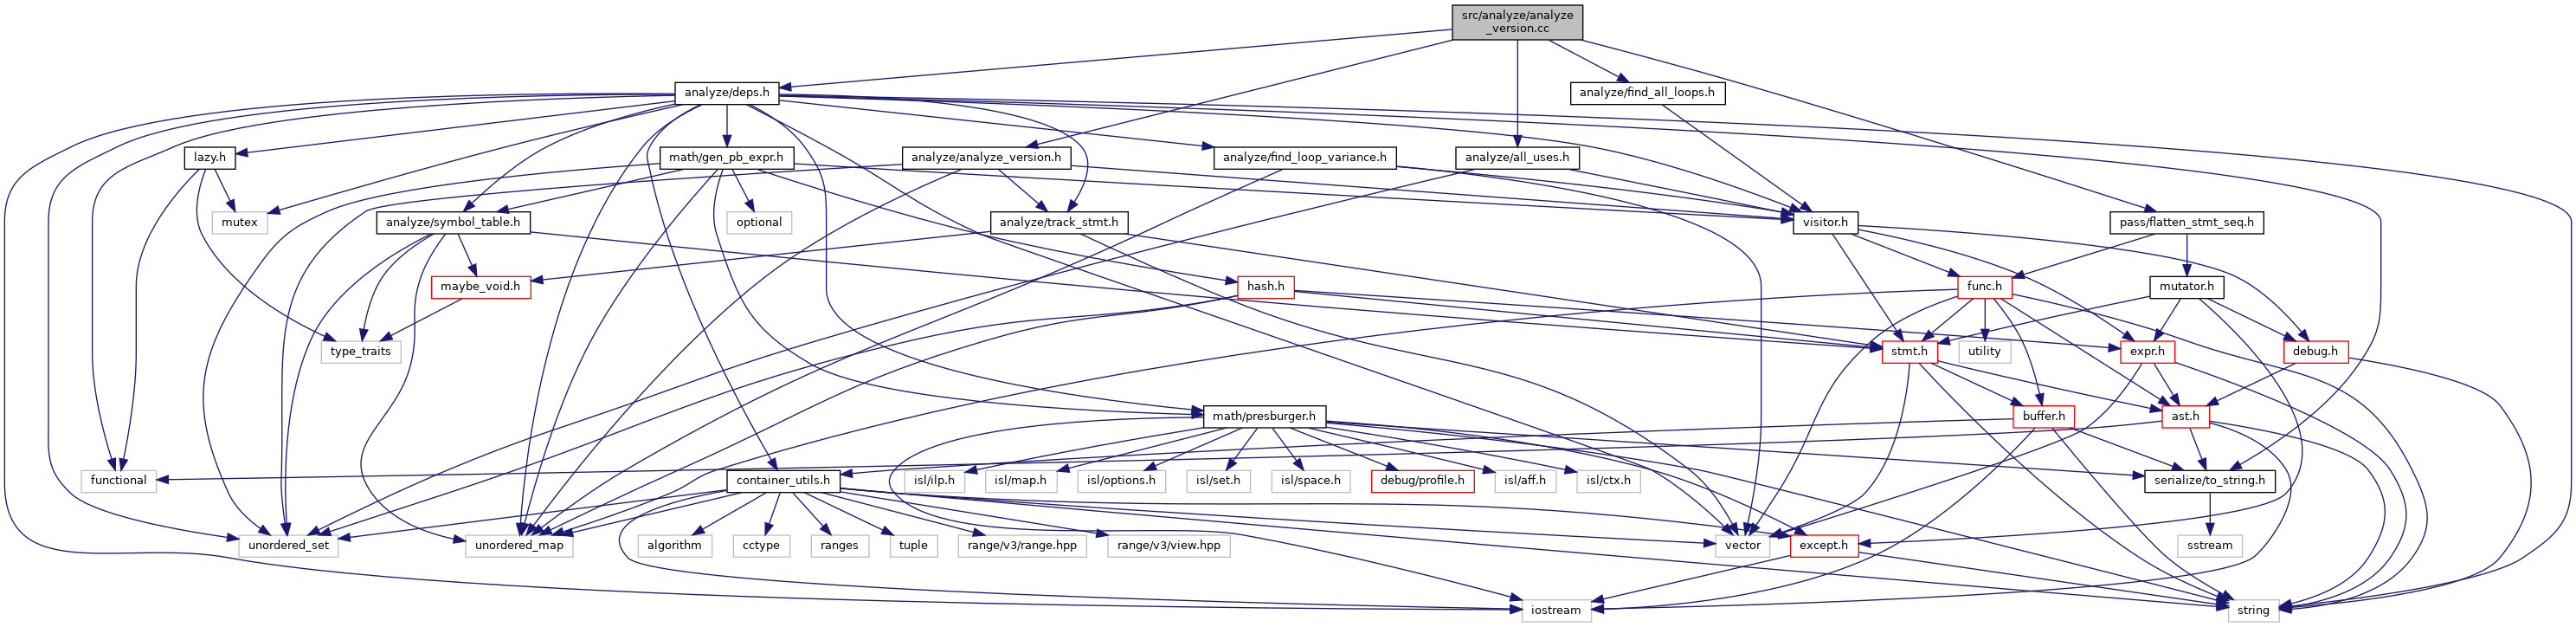 src/analyze/analyze
_version.cc
analyze/deps.h
analyze/find_all_loops.h
lazy.h
math/gen_pb_expr.h
analyze/analyze_version.h
analyze/find_loop_variance.h
analyze/all_uses.h
mutex
analyze/symbol_table.h
optional
analyze/track_stmt.h
visitor.h
pass/flatten_stmt_seq.h
maybe_void.h
hash.h
func.h
mutator.h
type_traits
stmt.h
utility
expr.h
debug.h
math/presburger.h
buffer.h
ast.h
functional
container_utils.h
isl/ilp.h
isl/map.h
isl/options.h
isl/set.h
isl/space.h
debug/profile.h
isl/aff.h
isl/ctx.h
serialize/to_string.h
unordered_set
unordered_map
algorithm
cctype
ranges
tuple
range/v3/range.hpp
range/v3/view.hpp
vector
except.h
sstream
iostream
string